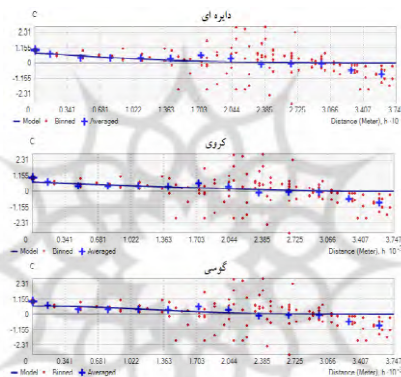 دایره ای
C
2.31
1.155
0
-1.155
-2.31
0 0.341 0.681 1.022 1.363 1.703 2.044 2.385 2.725 3.066 3.407 3.747
Distance (Meter), h ·10
Model Binned Averaged
کروی
C
2.31
1.155
0
-1.155
-2.31
0 0.341 0.681 1.022 1.363 1.703 2.044 2.385 2.725 3.066 3.407 3.747
Distance (Meter), h ·10
Model Binned Averaged
گوسی
C
2.31
1.155
0
-1.155
-2.31
0 0.341 0.681 1.022 1.363 1.703 2.044 2.385 2.725 3.066 3.407 3.747
Distance (Meter), h ·10
Model Binned Averaged